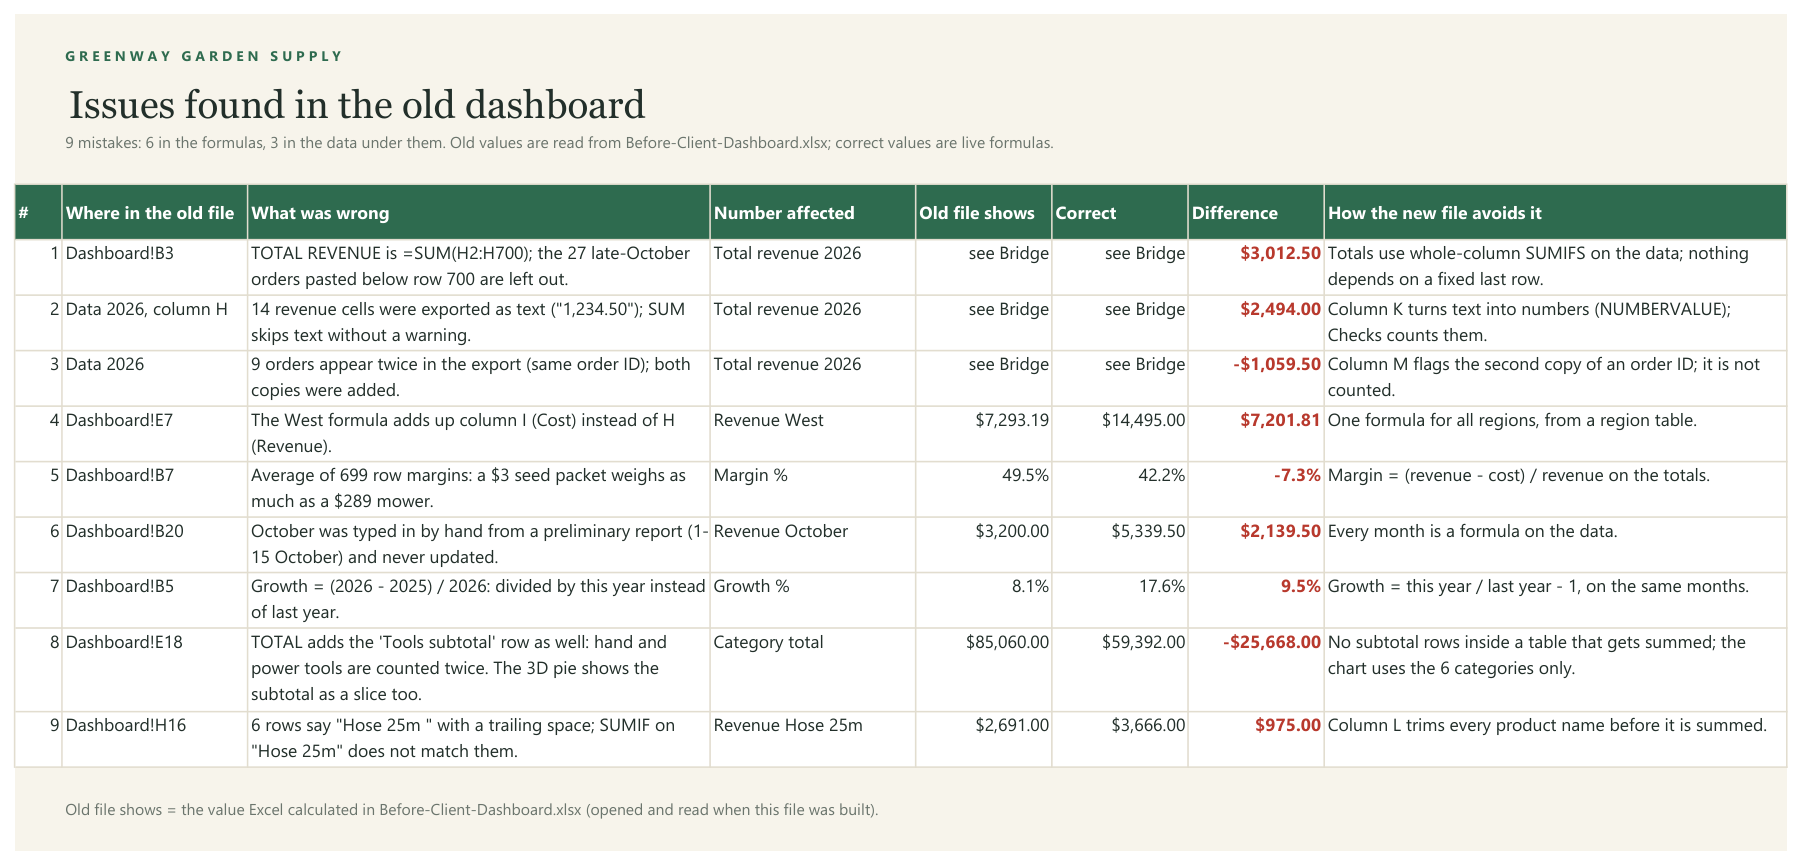 GREENWAY GARDEN SUPPLY
Issues found in the old dashboard
9 mistakes: 6 in the formulas, 3 in the data under them. Old values are read from Before-Client-Dashboard.xlsx; correct values are live formulas.
# Where in the old file What was wrong Number affected Old file shows Correct Difference How the new file avoids it
1 Dashboard!B3 TOTAL REVENUE is =SUM(H2:H700); the 27 late-October Total revenue 2026 see Bridge see Bridge $3,012.50 Totals use whole-column SUMIFS on the data; nothing
orders pasted below row 700 are left out. depends on a fixed last row.
2 Data 2026, column H 14 revenue cells were exported as text ("1,234.50"); SUM Total revenue 2026 see Bridge see Bridge $2,494.00 Column K turns text into numbers (NUMBERVALUE);
skips text without a warning. Checks counts them.
3 Data 2026 9 orders appear twice in the export (same order ID); both Total revenue 2026 see Bridge see Bridge -$1,059.50 Column M flags the second copy of an order ID; it is not
copies were added. counted.
4 Dashboard!E7 The West formula adds up column I (Cost) instead of H Revenue West $7,293.19 $14,495.00 $7,201.81 One formula for all regions, from a region table.
(Revenue).
5 Dashboard!B7 Average of 699 row margins: a $3 seed packet weighs as Margin % 49.5% 42.2% -7.3% Margin = (revenue - cost) / revenue on the totals.
much as a $289 mower.
6 Dashboard!B20 October was typed in by hand from a preliminary report (1- Revenue October $3,200.00 $5,339.50 $2,139.50 Every month is a formula on the data.
15 October) and never updated.
7 Dashboard!B5 Growth = (2026 - 2025) / 2026: divided by this year instead Growth % 8.1% 17.6% 9.5% Growth = this year / last year - 1, on the same months.
of last year.
8 Dashboard!E18 TOTAL adds the 'Tools subtotal' row as well: hand and Category total $85,060.00 $59,392.00 -$25,668.00 No subtotal rows inside a table that gets summed; the
power tools are counted twice. The 3D pie shows the chart uses the 6 categories only.
subtotal as a slice too.
9 Dashboard!H16 6 rows say "Hose 25m " with a trailing space; SUMIF on Revenue Hose 25m $2,691.00 $3,666.00 $975.00 Column L trims every product name before it is summed.
"Hose 25m" does not match them.
Old file shows = the value Excel calculated in Before-Client-Dashboard.xlsx (opened and read when this file was built).